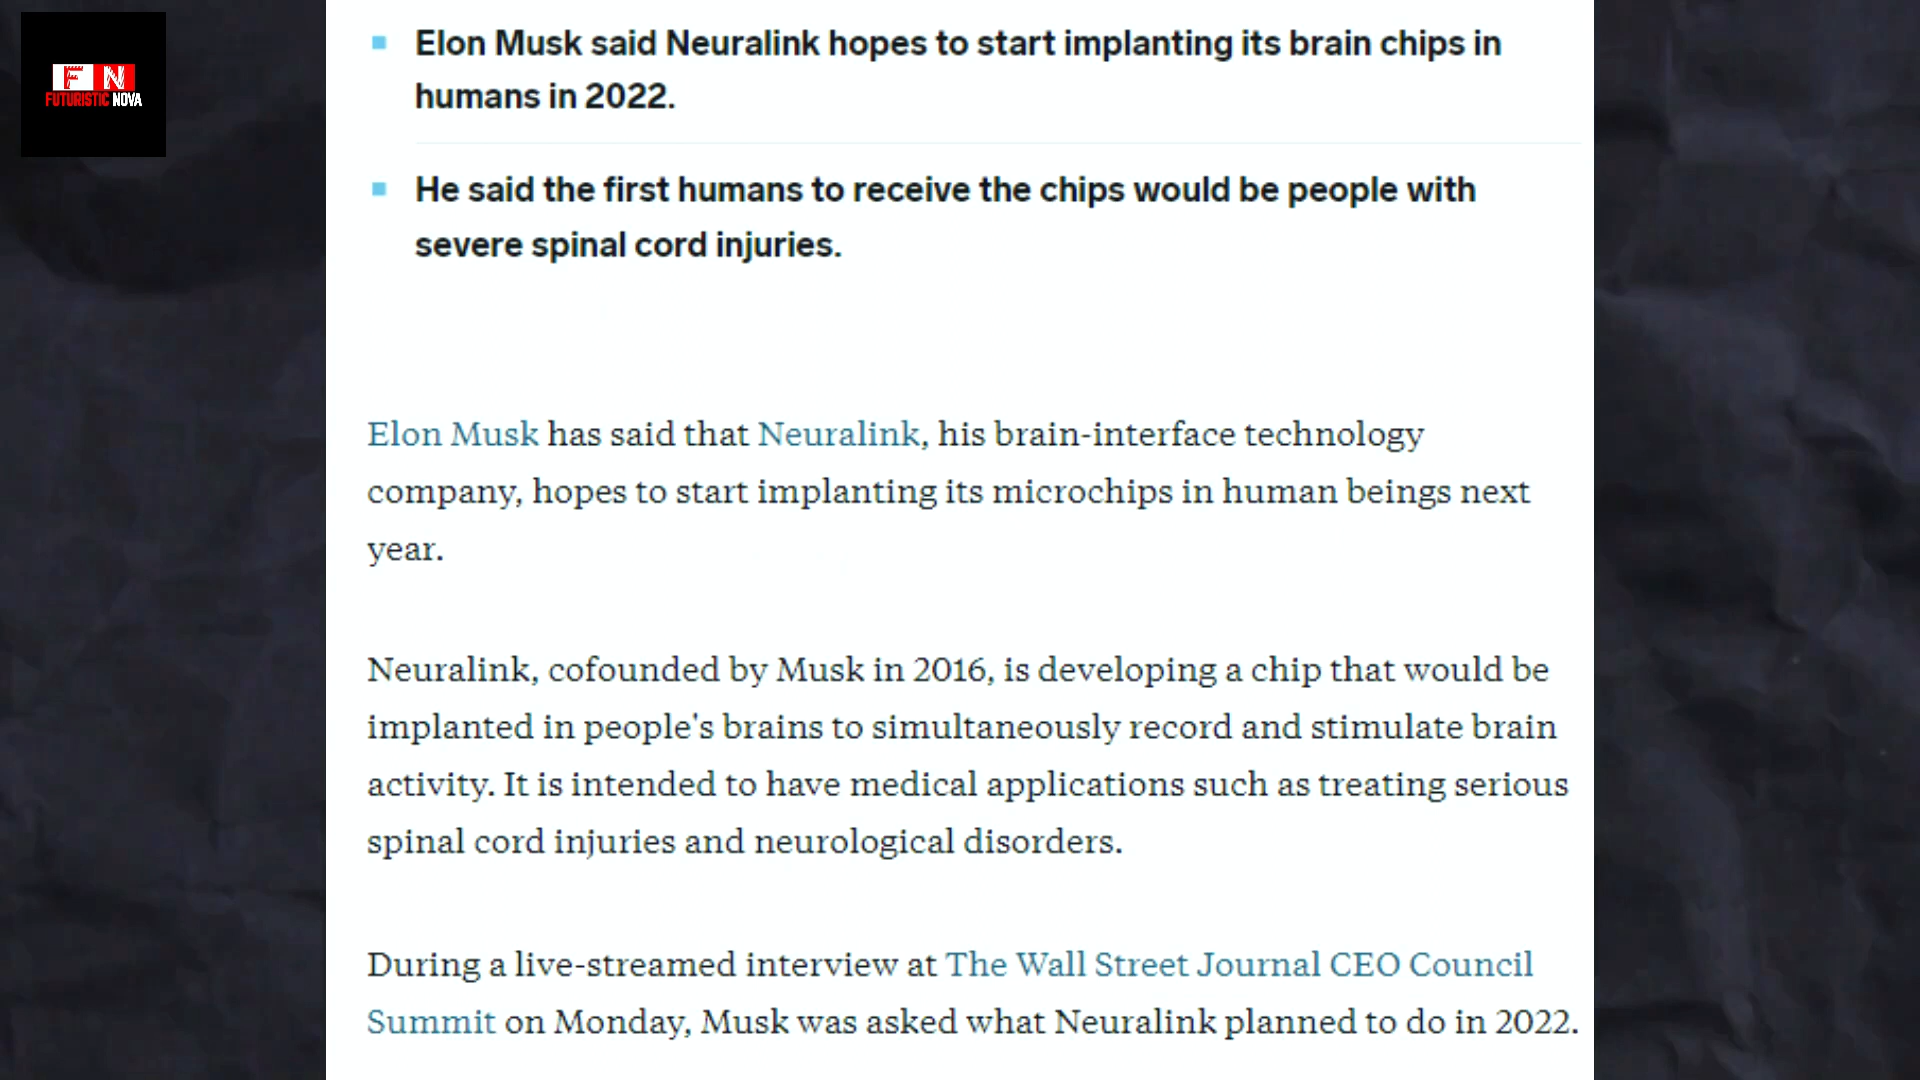 F N
FUTURISTIC NOVA
Elon Musk said Neuralink hopes to start implanting its brain chips in
humans in 2022.
He said the first humans to receive the chips would be people with
severe spinal cord injuries.
Elon Musk has said that Neuralink, his brain-interface technology
company, hopes to start implanting its microchips in human beings next
year.
Neuralink, cofounded by Musk in 2016, is developing a chip that would be
implanted in people's brains to simultaneously record and stimulate brain
activity. It is intended to have medical applications such as treating serious
spinal cord injuries and neurological disorders.
During a live-streamed interview at The Wall Street Journal CEO Council
Summit on Monday, Musk was asked what Neuralink planned to do in 2022.